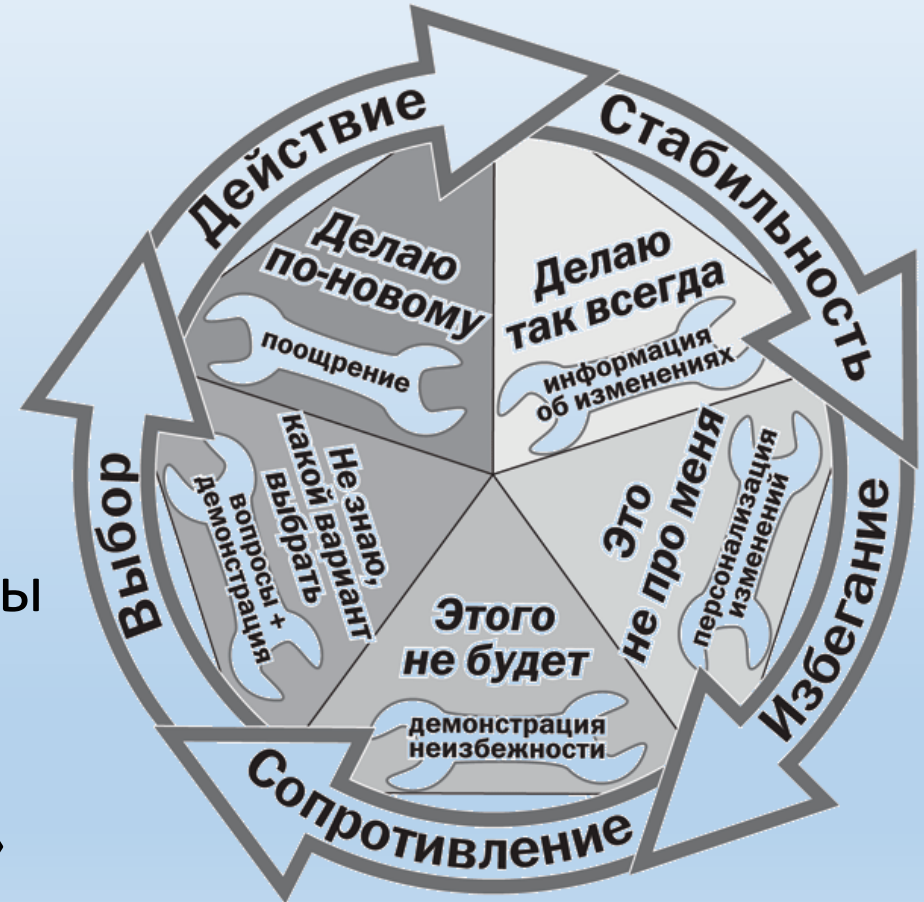 Действие
Стабильность
Делаю
по-новому
поощрение
Делаю
так всегда
информация
об изменениях
Это
не про меня
персонализация
изменений
Избегание
Этого
не будет
демонстрация
неизбежности
Сопротивление
Не знаю,
какой вариант
выбрать
вопросы +
демонстрация
Выбор
ы
»